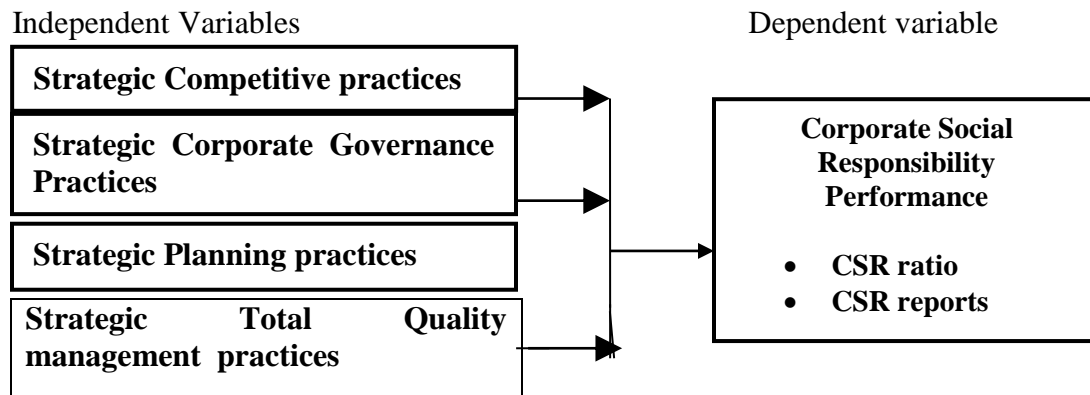 Independent Variables
Dependent variable
Strategic Competitive practices
Strategic Corporate Governance
Practices
Strategic Planning practices
Strategic Total Quality
management practices
Corporate Social
Responsibility
Performance
• CSR ratio
• CSR reports